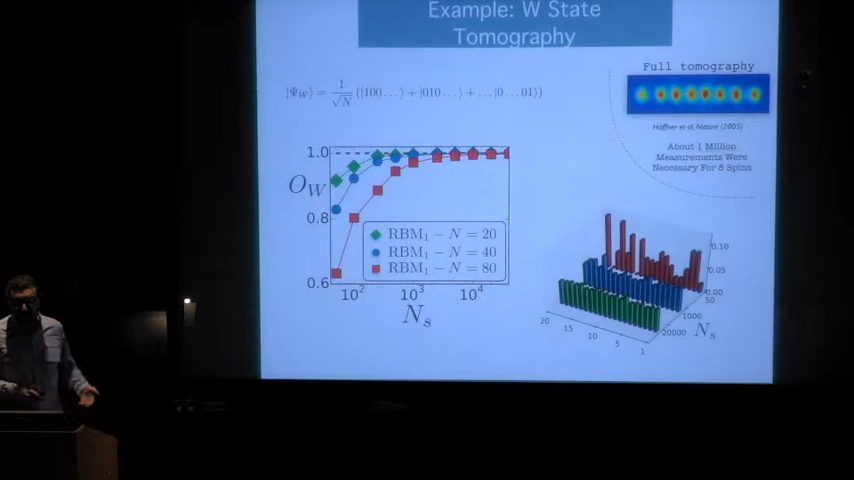 Example: W State
Tomography
|Ψ_W⟩ = 1/√N (|100...⟩ + |010...⟩ + ...|0...01⟩)
Full tomography
Haffner et al, Nature (2005)
About 1 Million
Measurements Were
Necessary For 8 Spins
1.0
O_W
0.8
0.6
RBM₁ − N = 20
RBM₁ − N = 40
RBM₁ − N = 80
10² 10³ 10⁴
N_s
0.10
0.05
0.00
50
1000
20000
N_s
20 15 10 5 1